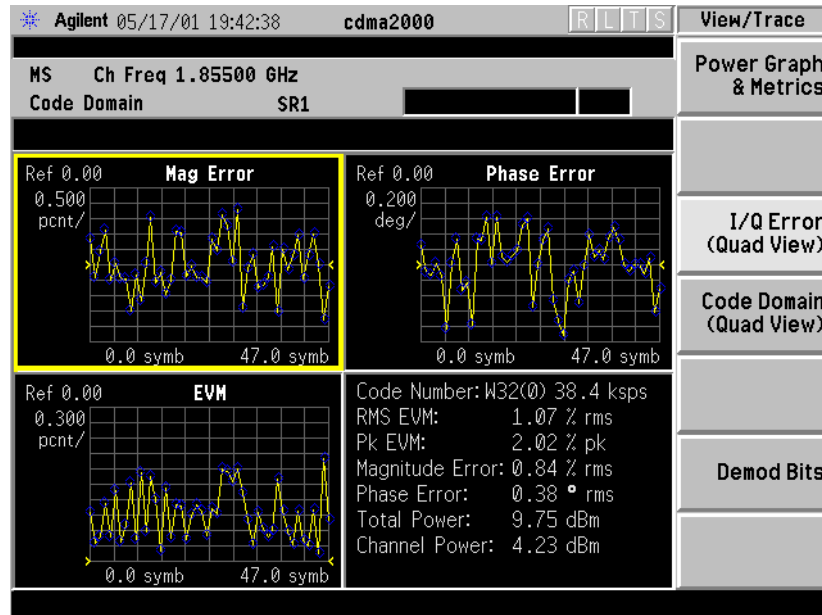 Agilent 05/17/01 19:42:38 cdma2000 R L T S View/Trace
MS Ch Freq 1.85500 GHz
Code Domain SR1
Power Graph
& Metrics
I/Q Error
(Quad View)
Code Domain
(Quad View)
Demod Bits
Ref 0.00 Mag Error
0.500
pcnt/
0.0 symb 47.0 symb
Ref 0.00 Phase Error
0.200
deg/
0.0 symb 47.0 symb
Ref 0.00 EVM
0.300
pcnt/
0.0 symb 47.0 symb
Code Number: W32(0) 38.4 ksps
RMS EVM: 1.07 % rms
Pk EVM: 2.02 % pk
Magnitude Error: 0.84 % rms
Phase Error: 0.38 ° rms
Total Power: 9.75 dBm
Channel Power: 4.23 dBm